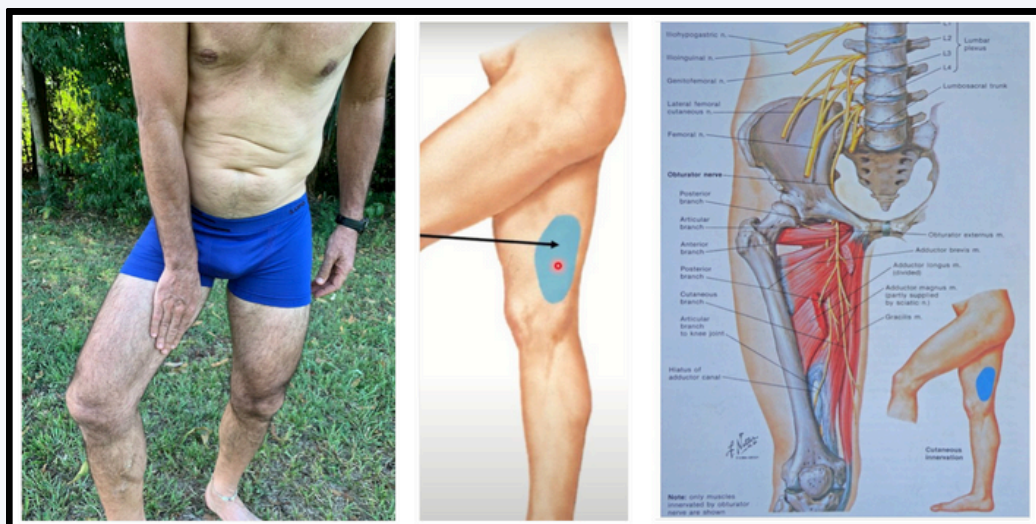 Iliohypogastric n.
Ilioinguinal n.
Genitofemoral n.
Lateral femoral
cutaneous n.
Femoral n.
Obturator nerve
Posterior
branch
Articular
branch
Anterior
branch
Posterior
branch
Cutaneous
branch
Articular
branch
to knee joint
Hiatus of
adductor canal
Note: only muscles
innervated by obturator
nerve are shown
L1
L2
L3
L4
Lumbar
plexus
Lumbosacral trunk
Obturator externus m.
Adductor brevis m.
Adductor longus m.
(divided)
Adductor magnus m.
(partly supplied
by sciatic n.)
Gracilis m.
Cutaneous
innervation